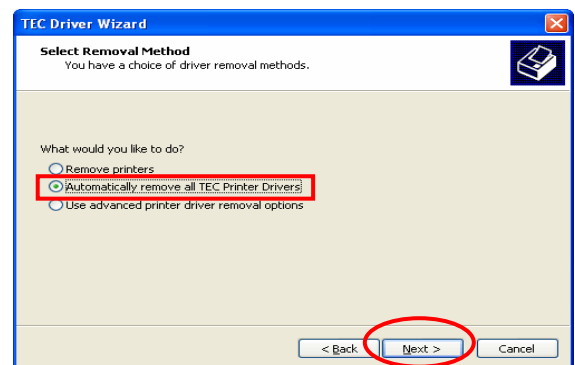 TEC Driver Wizard
Select Removal Method
You have a choice of driver removal methods.
What would you like to do?
Remove printers
Automatically remove all TEC Printer Drivers
Use advanced printer driver removal options
< Back Next > Cancel